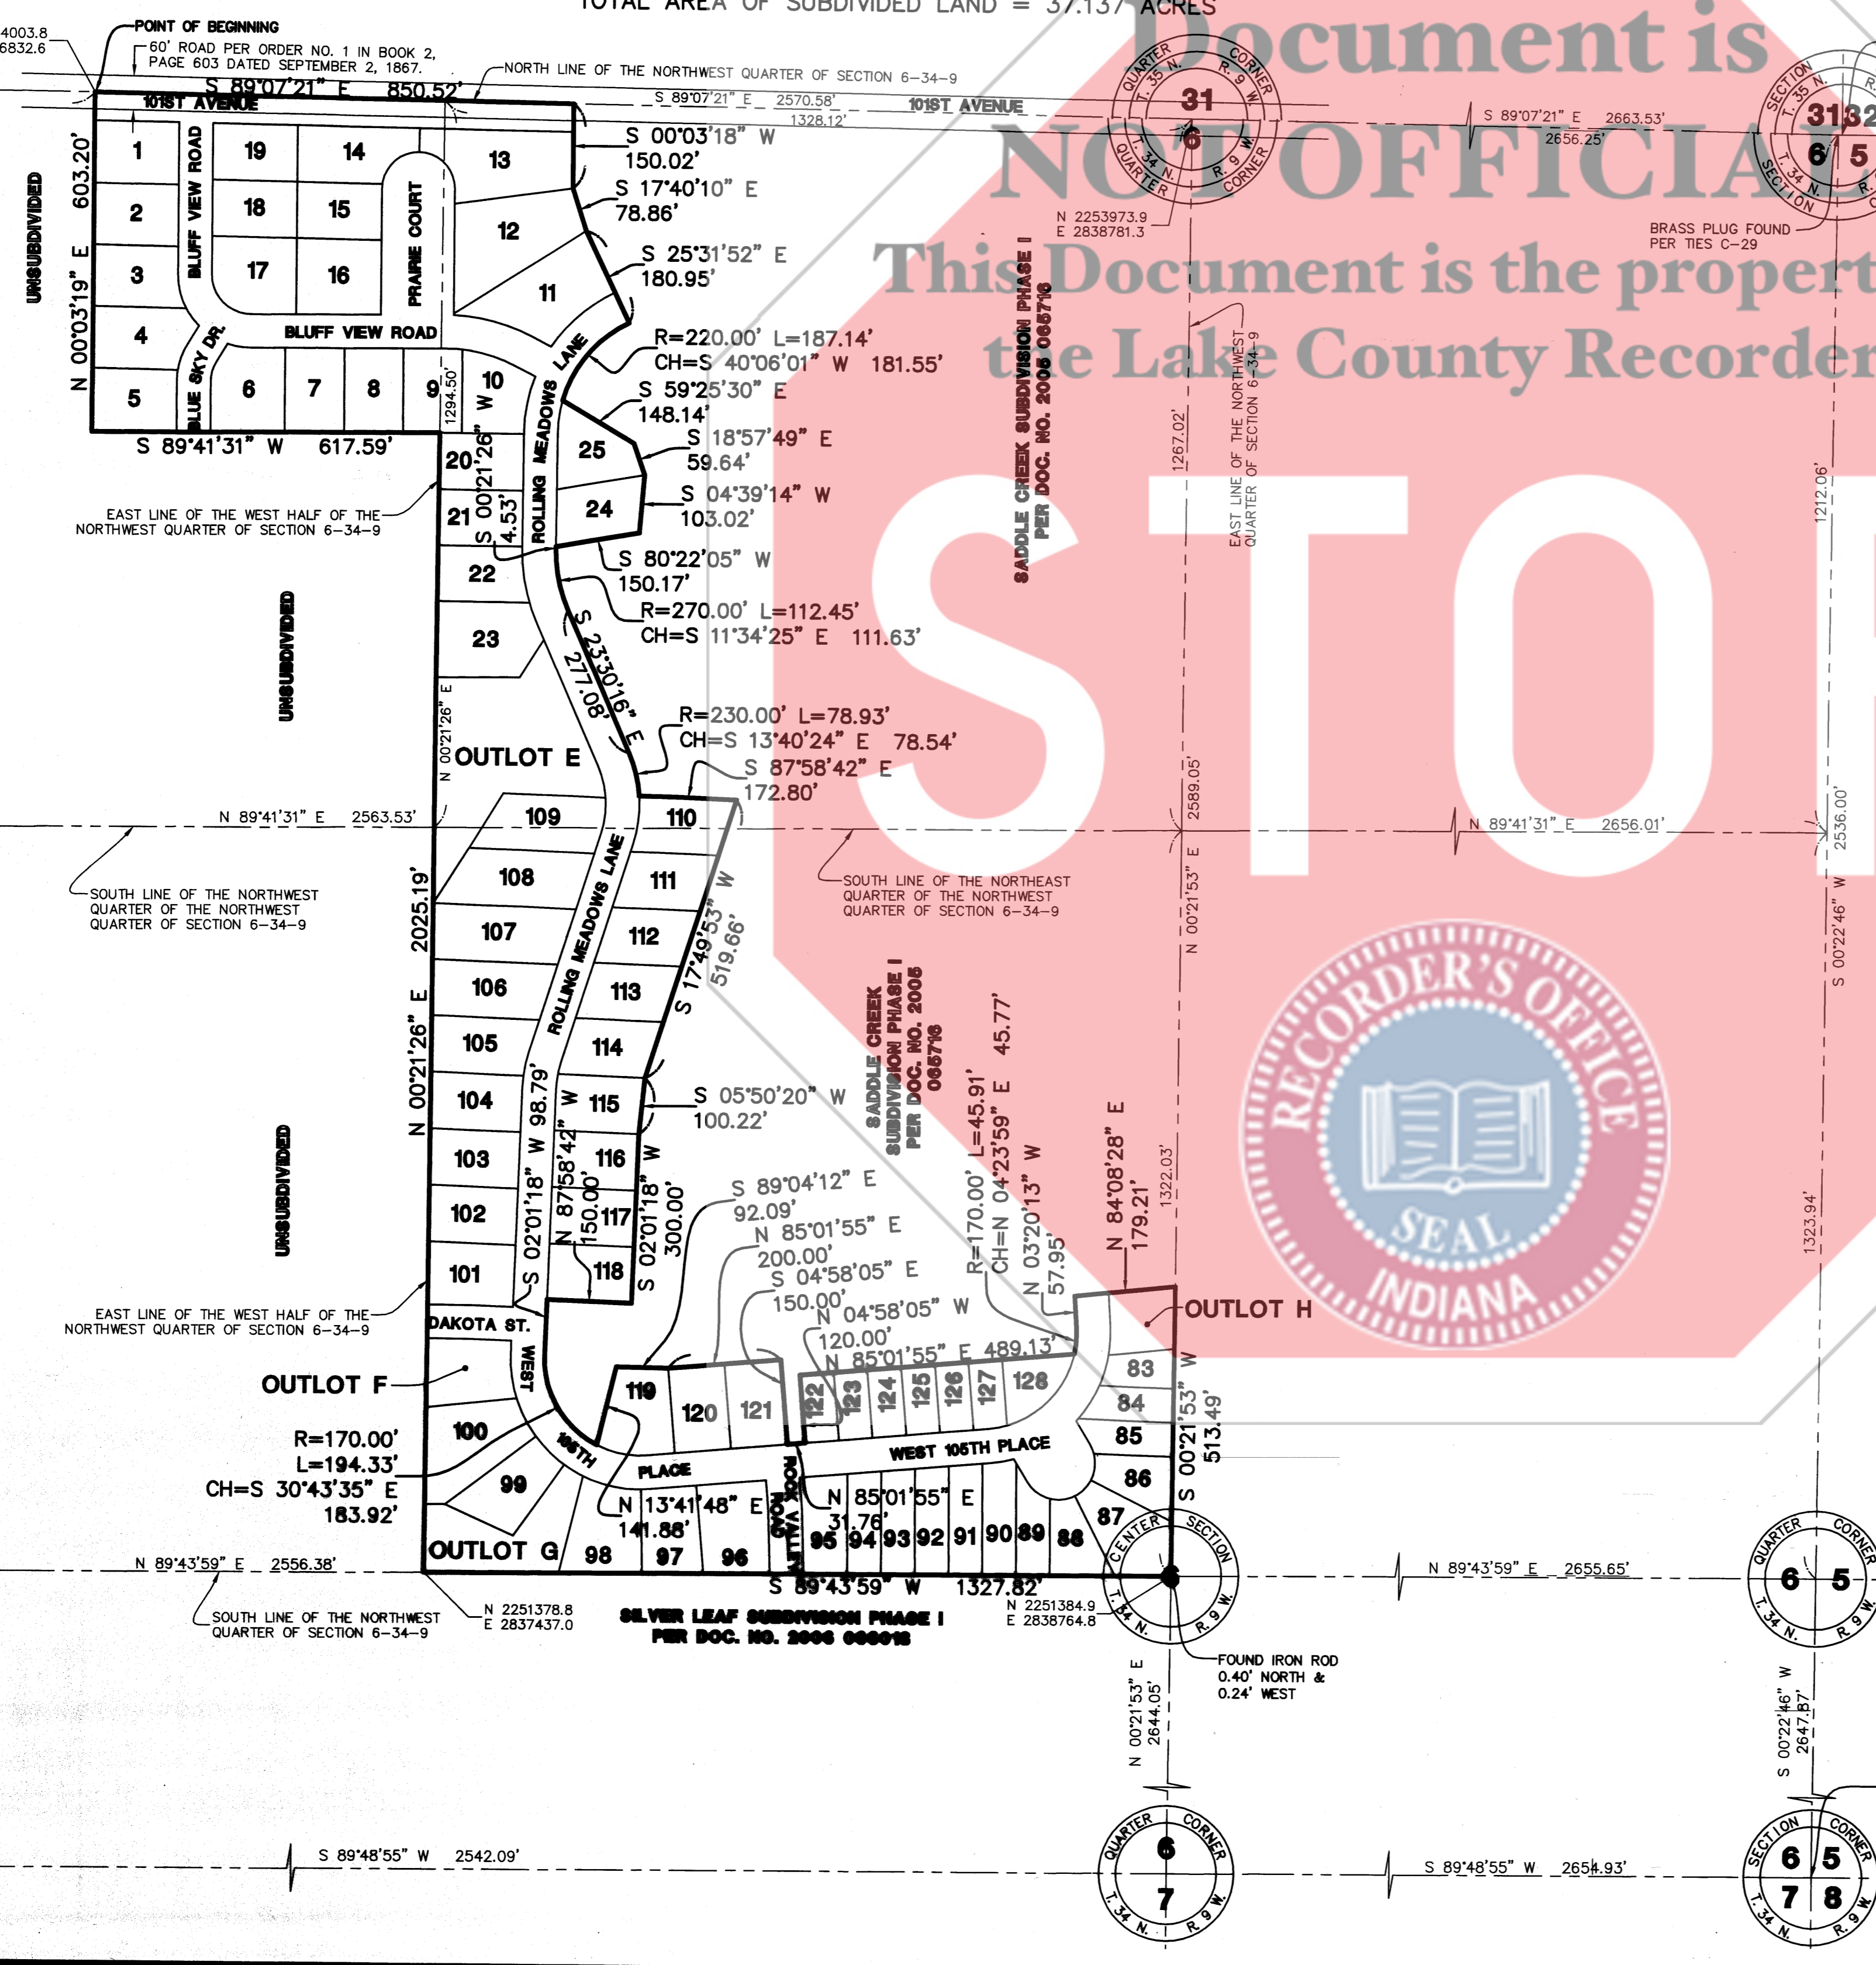 TOTAL AREA OF SUBDIVIDED LAND = 37.137 ACRES
Document is
NOT OFFICIAL
This Document is the propert
the Lake County Recorder
STOP
RECORDER'S OFFICE
SEAL
INDIANA
4003.8
6832.6
POINT OF BEGINNING
60' ROAD PER ORDER NO. 1 IN BOOK 2,
PAGE 603 DATED SEPTEMBER 2, 1867.
S 89°07'21" E 850.52'
NORTH LINE OF THE NORTHWEST QUARTER OF SECTION 6-34-9
101ST AVENUE
S 89°07'21" E 2570.58'
1328.12'
101ST AVENUE
QUARTER CORNER
T. 35 N. R. 9 W.
31
6
T. 34 N. R. 9 W.
QUARTER CORNER
N 2253973.9
E 2838781.3
S 89°07'21" E 2663.53'
2656.25'
SECTION
T. 35 N.
R.
31 32
6 5
T. 34 N.
R.
SECTION
BRASS PLUG FOUND
PER TIES C-29
UNSUBDIVIDED
N 00°03'19" E 603.20'
1
2
3
4
5
BLUFF VIEW ROAD
19
14
18
15
17
16
PRAIRIE COURT
13
12
11
BLUE SKY DR.
BLUFF VIEW ROAD
6
7
8
9
10
1294.50'
S 00°03'18" W
150.02'
S 17°40'10" E
78.86'
S 25°31'52" E
180.95'
R=220.00' L=187.14'
CH=S 40°06'01" W 181.55'
S 59°25'30" E
148.14'
S 18°57'49" E
59.64'
S 04°39'14" W
103.02'
S 80°22'05" W
150.17'
R=270.00' L=112.45'
CH=S 11°34'25" E 111.63'
S 23°30'16" E
277.08'
R=230.00' L=78.93'
CH=S 13°40'24" E 78.54'
S 87°58'42" E
172.80'
S 89°41'31" W 617.59'
EAST LINE OF THE WEST HALF OF THE
NORTHWEST QUARTER OF SECTION 6-34-9
20
21
22
23
S 00°21'26" W
4.53'
ROLLING MEADOWS LANE
25
24
SADDLE CREEK SUBDIVISION PHASE I
PER DOC. NO. 2005 065716
EAST LINE OF THE NORTHWEST
QUARTER OF SECTION 6-34-9
1267.02'
1212.06'
UNSUBDIVIDED
N 00°21'26" E
OUTLOT E
N 89°41'31" E 2563.53'
SOUTH LINE OF THE NORTHWEST
QUARTER OF THE NORTHWEST
QUARTER OF SECTION 6-34-9
SOUTH LINE OF THE NORTHEAST
QUARTER OF THE NORTHWEST
QUARTER OF SECTION 6-34-9
N 89°41'31" E 2656.01'
N 00°21'53" E 2589.05'
S 00°22'46" W 2536.00'
N 00°21'26" E 2025.19'
109
110
108
111
107
112
106
113
105
114
104
115
103
116
102
117
101
118
ROLLING MEADOWS LANE
S 17°49'53" W
519.66'
SADDLE CREEK
SUBDIVISION PHASE I
PER DOC. NO. 2005
065716
S 05°50'20" W
100.22'
S 02°01'18" W 98.79'
N 87°58'42" W
150.00'
S 02°01'18" W
300.00'
S 89°04'12" E
92.09'
N 85°01'55" E
200.00'
S 04°58'05" E
150.00'
N 04°58'05" W
120.00'
N 85°01'55" E 489.13'
R=170.00' L=45.91'
CH=N 04°23'59" E 45.77'
N 03°20'13" W
57.95'
N 84°08'28" E
179.21'
1322.03'
1323.94'
UNSUBDIVIDED
EAST LINE OF THE WEST HALF OF THE
NORTHWEST QUARTER OF SECTION 6-34-9
DAKOTA ST.
OUTLOT F
OUTLOT H
WEST 105TH PLACE
119
120
121
122
123
124
125
126
127
128
83
84
85
86
87
S 00°21'53" W
513.49'
R=170.00'
L=194.33'
CH=S 30°43'35" E
183.92'
100
99
WEST 105TH PLACE
ROCK VALLEY ROAD
N 13°41'48" E
141.88'
N 85°01'55" E
31.76'
OUTLOT G
98
97
96
95
94
93
92
91
90
89
88
N 89°43'59" E 2556.38'
SOUTH LINE OF THE NORTHWEST
QUARTER OF SECTION 6-34-9
N 2251378.8
E 2837437.0
S 89°43'59" W 1327.82'
SILVER LEAF SUBDIVISION PHASE I
PER DOC. NO. 2006
N 2251384.9
E 2838764.8
CENTER SECTION
6
T. 34 N. R. 9 W.
FOUND IRON ROD
0.40' NORTH &
0.24' WEST
N 89°43'59" E 2655.65'
QUARTER CORNER
6 5
T. 34 N. R. 9 W.
N 00°21'53" E
2644.05'
S 00°22'46" W
2647.87'
S 89°48'55" W 2542.09'
QUARTER CORNER
6
7
T. 34 N. R. 9 W.
S 89°48'55" W 2654.93'
SECTION CORNER
6 5
7 8
T. 34 N. R. 9 W.